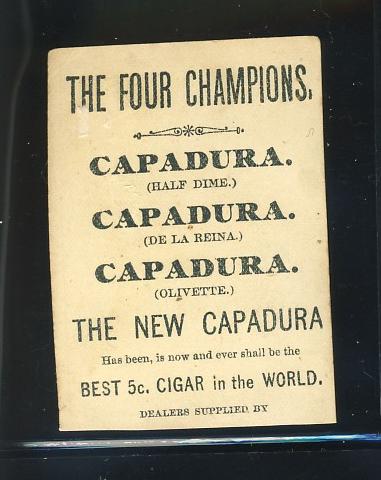 THE FOUR CHAMPIONS.
CAPADURA.
(HALF DIME.)
CAPADURA.
(DE LA REINA.)
CAPADURA.
(OLIVETTE.)
THE NEW CAPADURA
Has been, is now and ever shall be the
BEST 5c. CIGAR in the WORLD.
DEALERS SUPPLIED BY